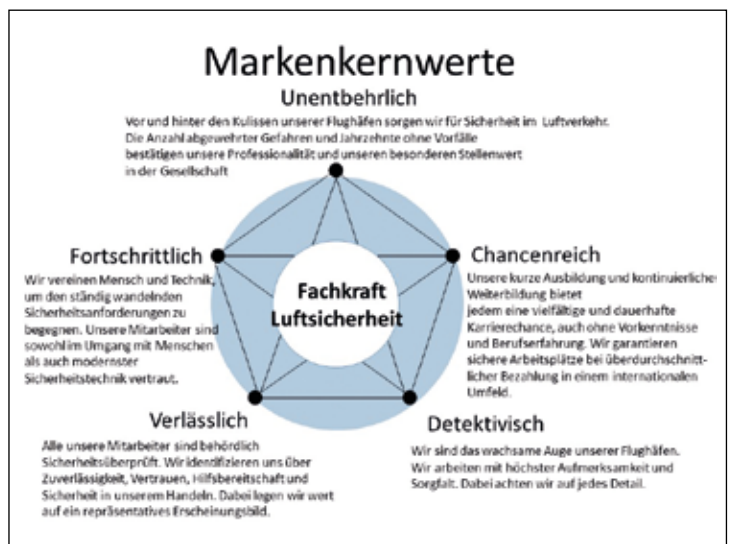 Markenkernwerte
Unentbehrlich
Vor und hinter den Kulissen unserer Flughäfen sorgen wir für Sicherheit im Luftverkehr.
Die Anzahl abgewehrter Gefahren und Jahrzehnte ohne Vorfälle
bestätigen unsere Professionalität und unseren besonderen Stellenwert
in der Gesellschaft
Fortschrittlich
Wir vereinen Mensch und Technik,
um den ständig wandelnden
Sicherheitsanforderungen zu
begegnen. Unsere Mitarbeiter sind
sowohl im Umgang mit Menschen
als auch modernster
Sicherheitstechnik vertraut.
Fachkraft
Luftsicherheit
Chancenreich
Unsere kurze Ausbildung und kontinuierliche
Weiterbildung bietet
jedem eine vielfältige und dauerhafte
Karrierechance, auch ohne Vorkenntnisse
und Berufserfahrung. Wir garantieren
sichere Arbeitsplätze bei überdurchschnitt-
licher Bezahlung in einem internationalen
Umfeld.
Verlässlich
Alle unsere Mitarbeiter sind behördlich
Sicherheitsüberprüft. Wir identifizieren uns über
Zuverlässigkeit, Vertrauen, Hilfsbereitschaft und
Sicherheit in unserem Handeln. Dabei legen wir wert
auf ein repräsentatives Erscheinungsbild.
Detektivisch
Wir sind das wachsame Auge unserer Flughäfen.
Wir arbeiten mit höchster Aufmerksamkeit und
Sorgfalt. Dabei achten wir auf jedes Detail.